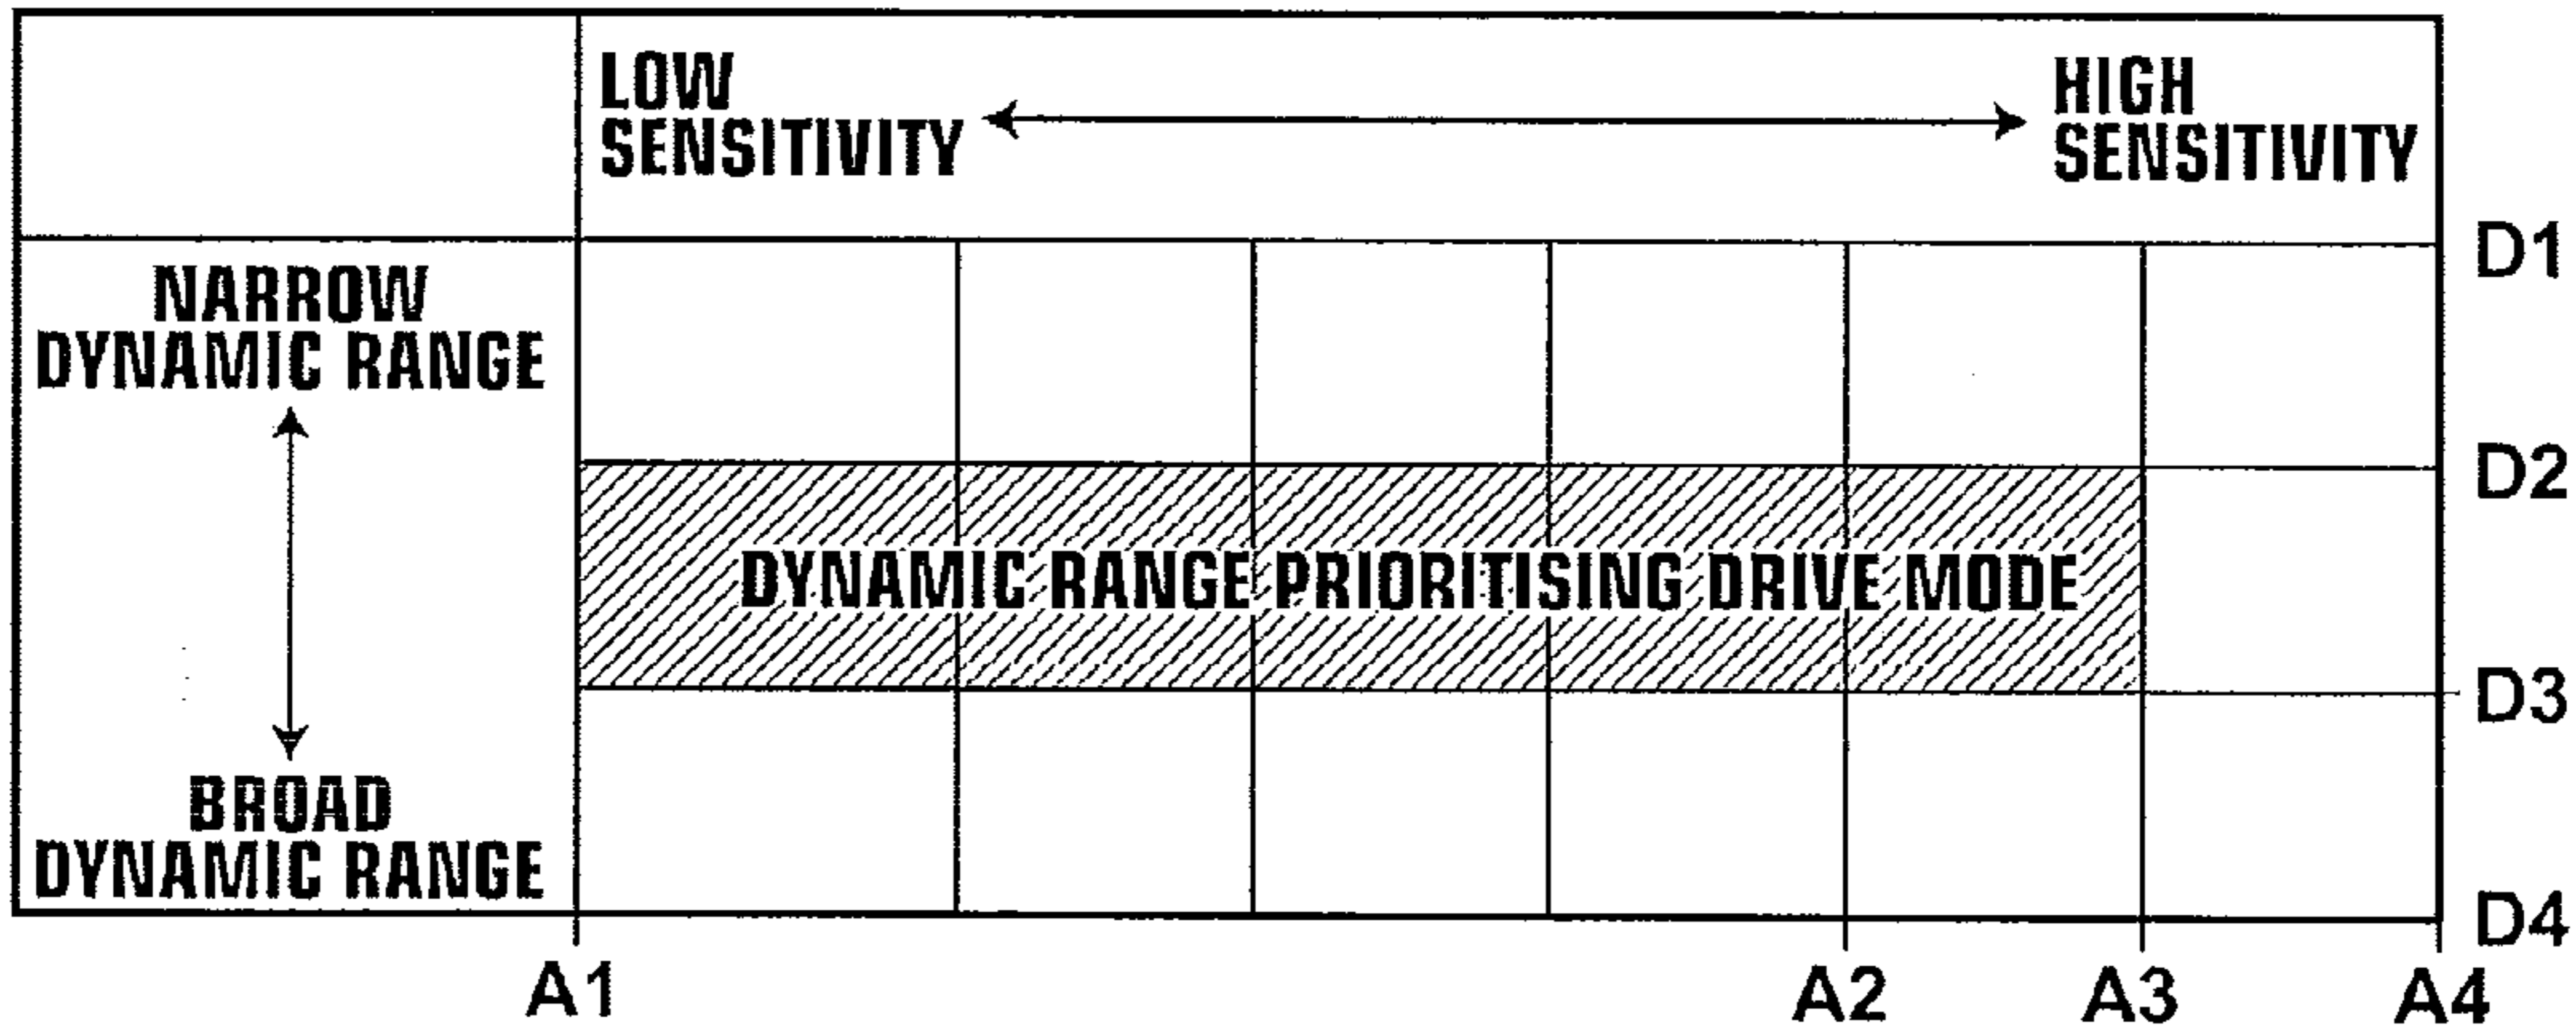 LOW
SENSITIVITY
HIGH
SENSITIVITY
D1
NARROW
DYNAMIC RANGE
D2
DYNAMIC RANGE PRIORITISING DRIVE MODE
D3
BROAD
DYNAMIC RANGE
D4
A1
A2
A3
A4